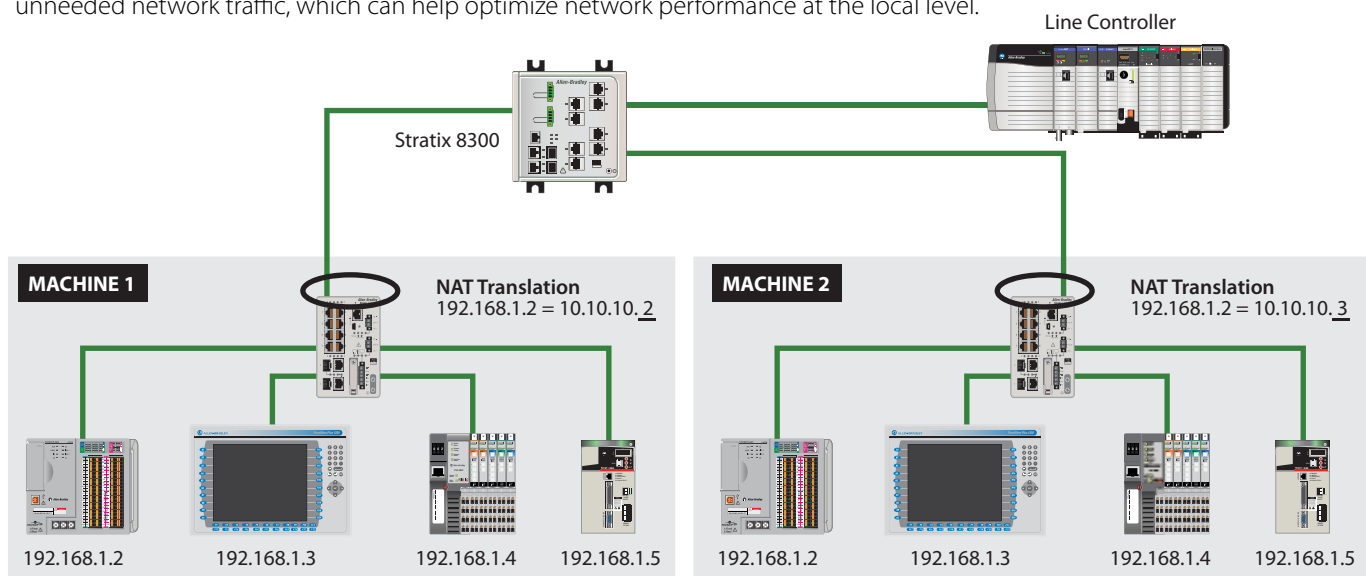 unneeded network traffic, which can help optimize network performance at the local level.
Line Controller
Allen-Bradley
Stratix 8300
MACHINE 1
NAT Translation
192.168.1.2 = 10.10.10. 2
MACHINE 2
NAT Translation
192.168.1.2 = 10.10.10. 3
192.168.1.2
192.168.1.3
192.168.1.4
192.168.1.5
192.168.1.2
192.168.1.3
192.168.1.4
192.168.1.5